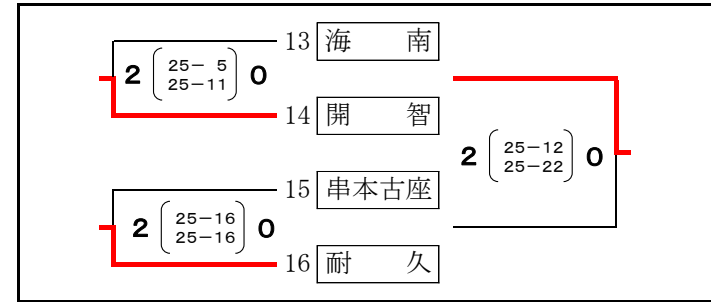 13 海 南
2 (25- 5 25-11) 0
14 開 智
2 (25-12 25-22) 0
15 串本古座
2 (25-16 25-16) 0
16 耐 久